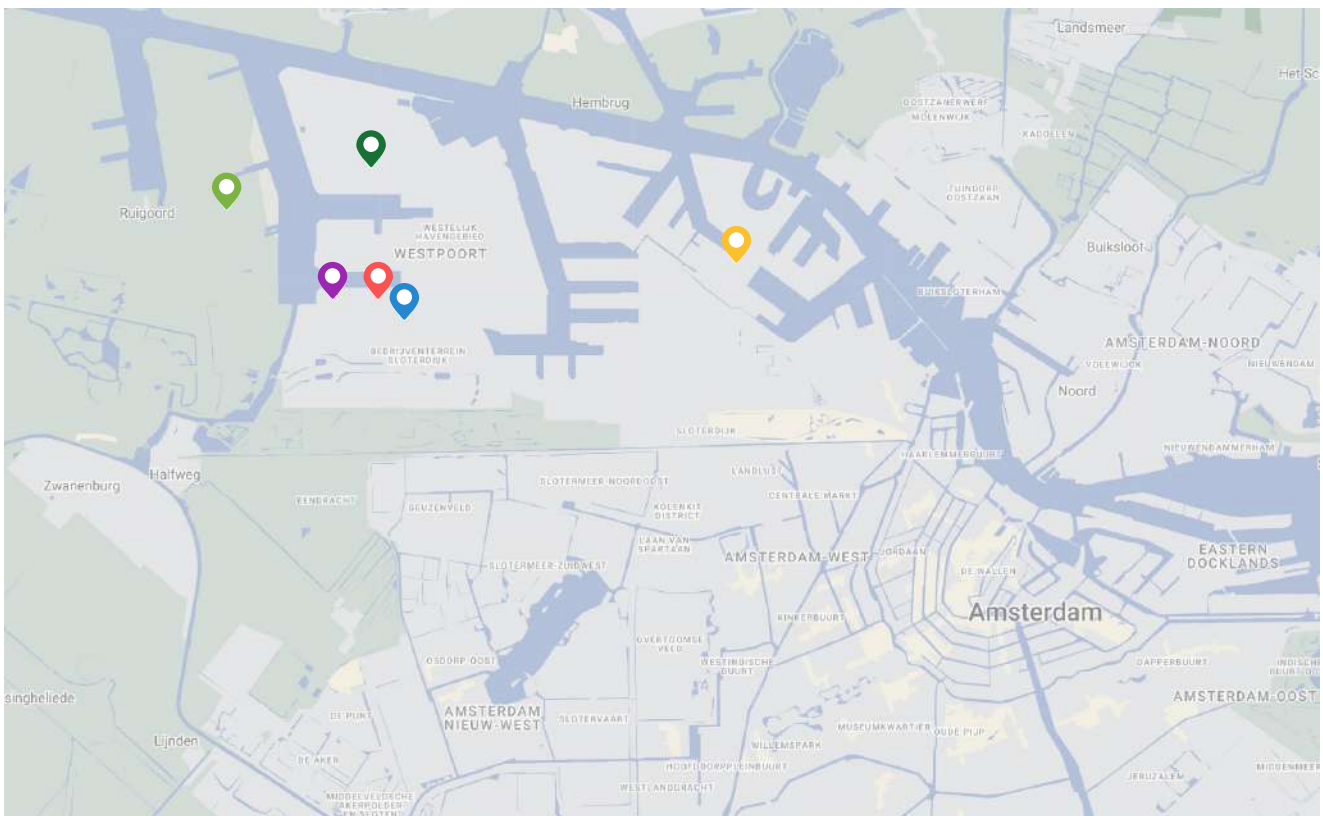 Landsmeer
Het Sc
Hembrug
OOSTZANERWERF
MOLENWIJK
KADOELEN
TUINDORP
OOSTZAAN
Ruigoord
WESTELIJK
HAVENGEBIED
WESTPOORT
Buiksloot
BUIKSLOTERHAM
BEDRIJVENTERREIN
SLOTERDIJK
AMSTERDAM-NOORD
VOLEWIJCK
NIEUWENDAM
Noord
SLOTERDIJK
HAARLEMMERBUURT
NIEUWENDAMMERHAM
Halfweg
Zwanenburg
EENDRACHT
GEUZENVELD
SLOTERMEER-NOORDOOST
LANDLUST
CENTRALE MARKT
KOLENKIT
DISTRICT
LAAN VAN
SPARTAAN
AMSTERDAM-WEST
JORDAAN
EASTERN
DOCKLANDS
SLOTERMEER-ZUIDWEST
DE WALLEN
Amsterdam
KINKERBUURT
OVERTOOMSE
VELD
WESTINDISCHE
BUURT
OSDORP-OOST
DAPPERBUURT
INDISCHE
BUURT O
AMSTERDAM-OOST
singheliede
DE PUNT
AMSTERDAM
NIEUW-WEST
SLOTERVAART
MUSEUMKWARTIER
OUDE PIJP
WILLEMSPARK
Lijnden
DE AKER
HOOFDDORPPLEINBUURT
WESTLANDGRACHT
JERUZALEM
MIDDENMEER
MIDDELVELDSCHE
AKERPOLDER
EN SLOTEN